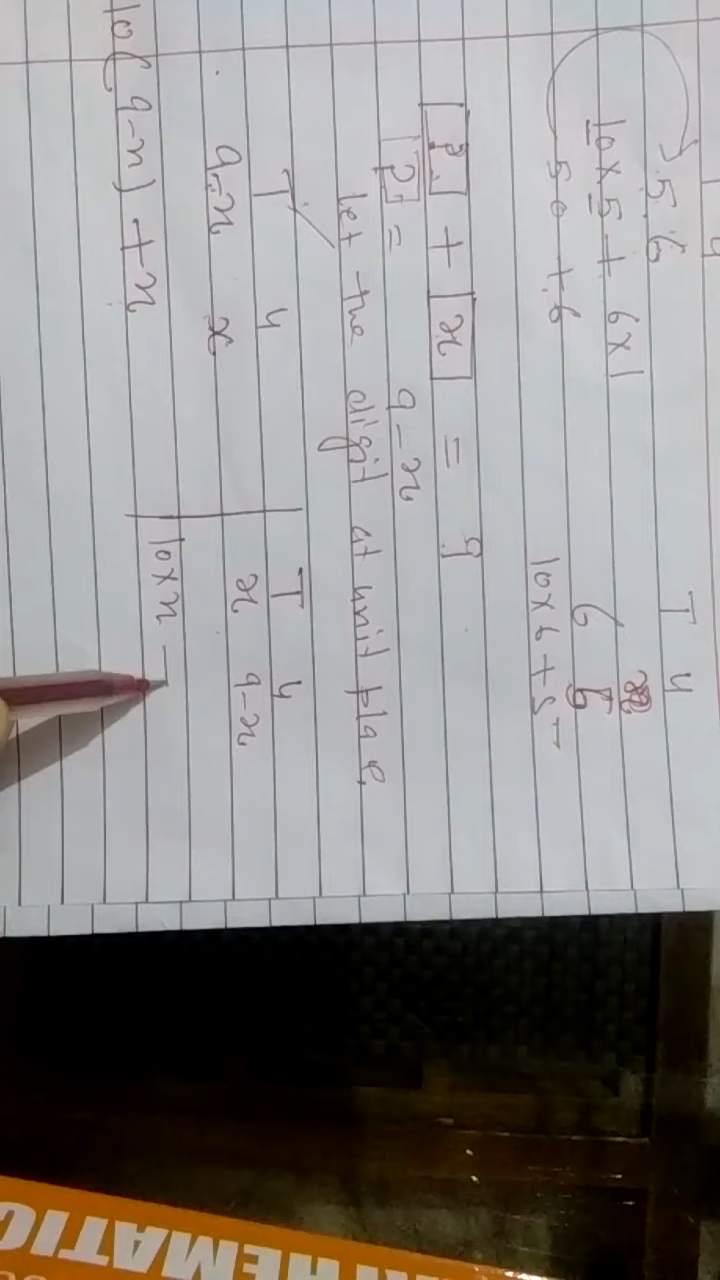 T U
5 6
6 5
10 x 5 + 6 x 1
50 + 6
10 x 6 + 5
P + x = 9
P = 9 - x
let the digit at unit place
T U
9-x x
T U
x 9-x
10(9-x) + x
10 x x
THEMATIC